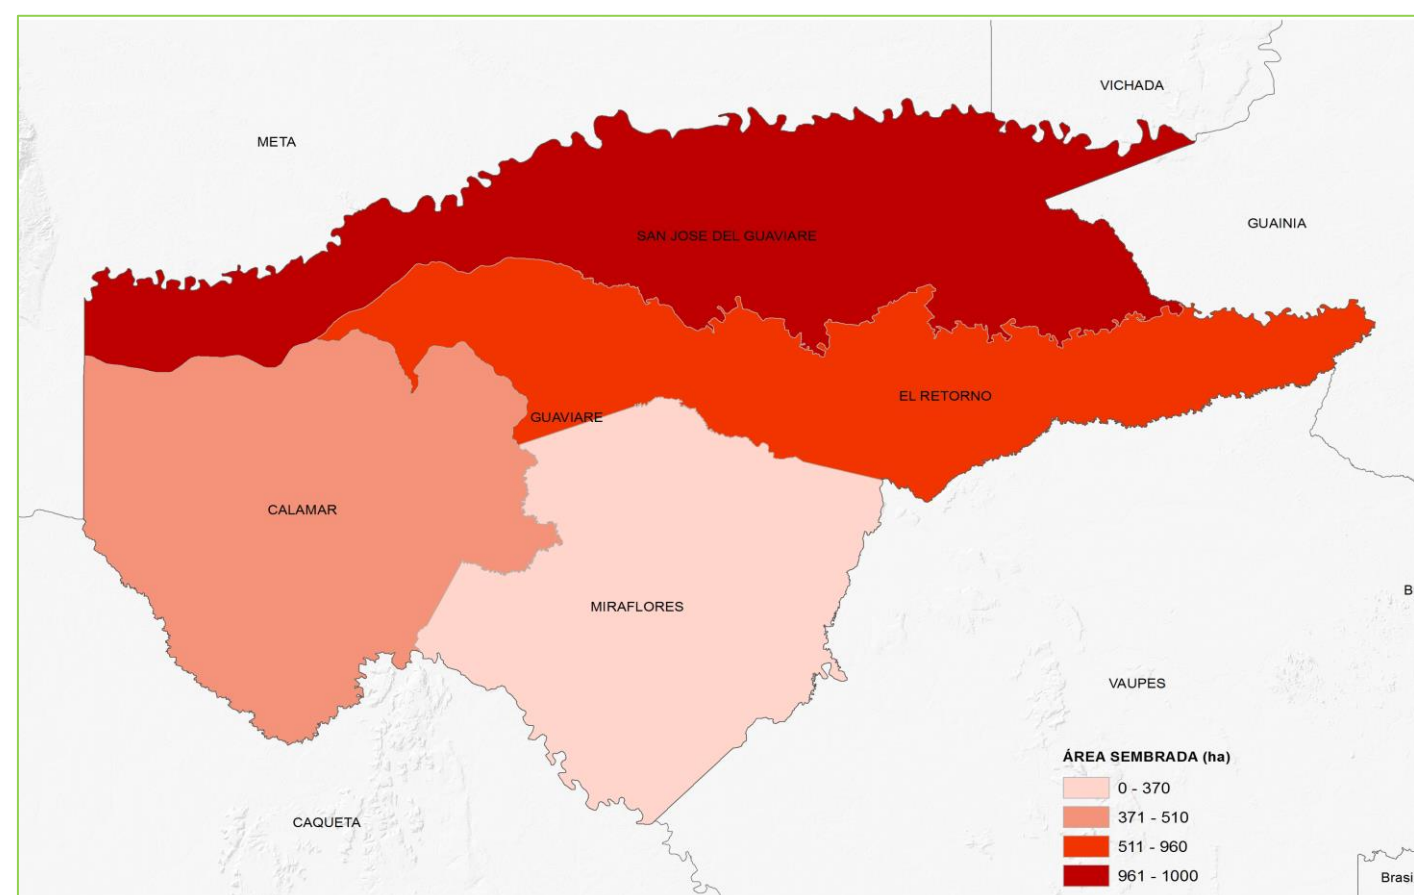 VICHADA
META
GUAINIA
SAN JOSE DEL GUAVIARE
EL RETORNO
GUAVIARE
CALAMAR
B
MIRAFLORES
VAUPES
ÁREA SEMBRADA (ha)
0 - 370
371 - 510
CAQUETA
511 - 960
961 - 1000
Brasi